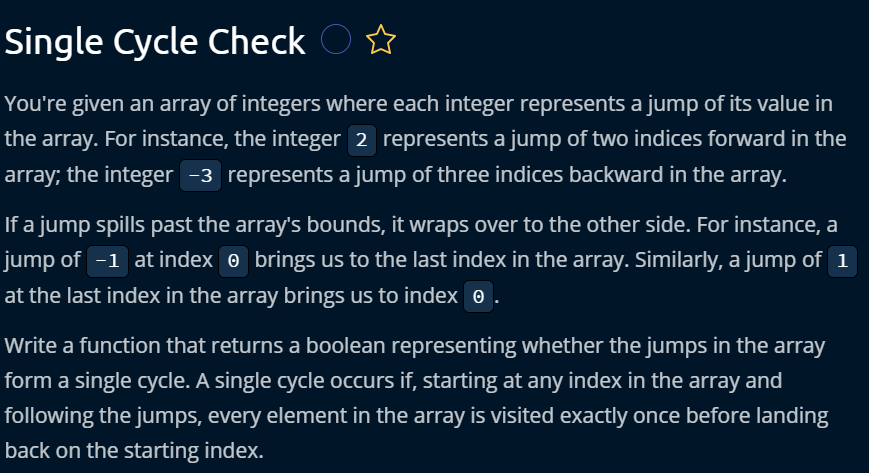 Single Cycle Check
You're given an array of integers where each integer represents a jump of its value in
the array. For instance, the integer 2 represents a jump of two indices forward in the
array; the integer -3 represents a jump of three indices backward in the array.
If a jump spills past the array's bounds, it wraps over to the other side. For instance, a
jump of -1 at index 0 brings us to the last index in the array. Similarly, a jump of 1
at the last index in the array brings us to index 0.
Write a function that returns a boolean representing whether the jumps in the array
form a single cycle. A single cycle occurs if, starting at any index in the array and
following the jumps, every element in the array is visited exactly once before landing
back on the starting index.